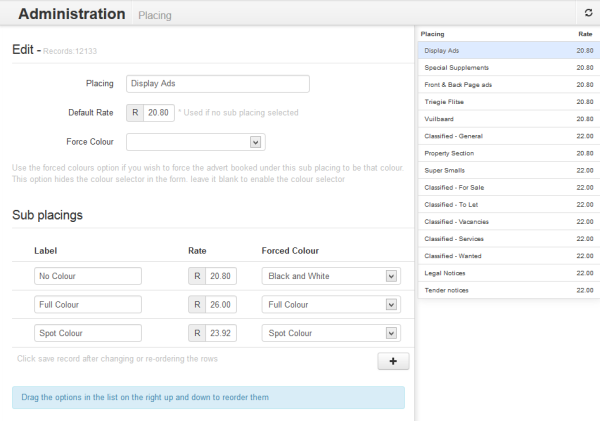 Administration Placing
Edit - Records:12133
Placing Display Ads
Default Rate R 20.80 * Used if no sub placing selected
Force Colour
Use the forced colours option if you wish to force the advert booked under this sub placing to be that colour.
This option hides the colour selector in the form. leave it blank to enable the colour selector
Sub placings
Label Rate Forced Colour
No Colour R 20.80 Black and White
Full Colour R 26.00 Full Colour
Spot Colour R 23.92 Spot Colour
Click save record after changing or re-ordering the rows
+
Drag the options in the list on the right up and down to reorder them
Placing Rate
Display Ads 20.80
Special Supplements 20.80
Front & Back Page ads 20.80
Triegie Flitse 20.80
Vuilbaard 20.80
Classified - General 22.00
Property Section 20.80
Super Smalls 22.00
Classified - For Sale 22.00
Classified - To Let 22.00
Classified - Vacancies 22.00
Classified - Services 22.00
Classified - Wanted 22.00
Legal Notices 22.00
Tender notices 22.00